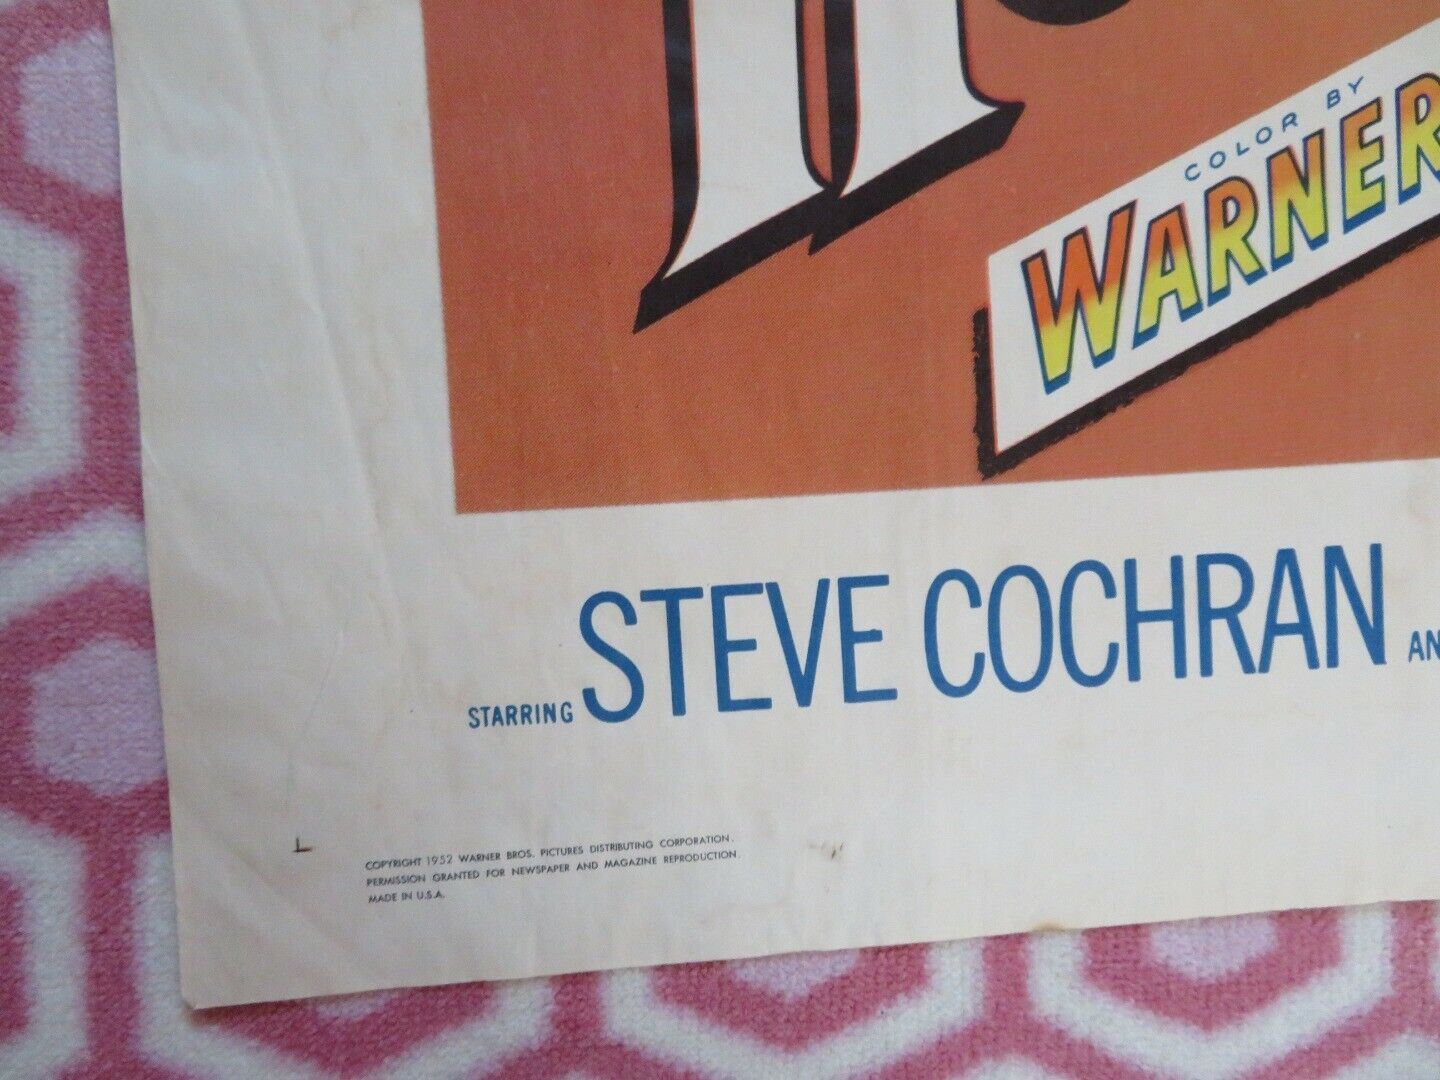 COLOR BY
WARNER
STARRING STEVE COCHRAN AN
COPYRIGHT 1952 WARNER BROS. PICTURES DISTRIBUTING CORPORATION.
PERMISSION GRANTED FOR NEWSPAPER AND MAGAZINE REPRODUCTION.
MADE IN U.S.A.